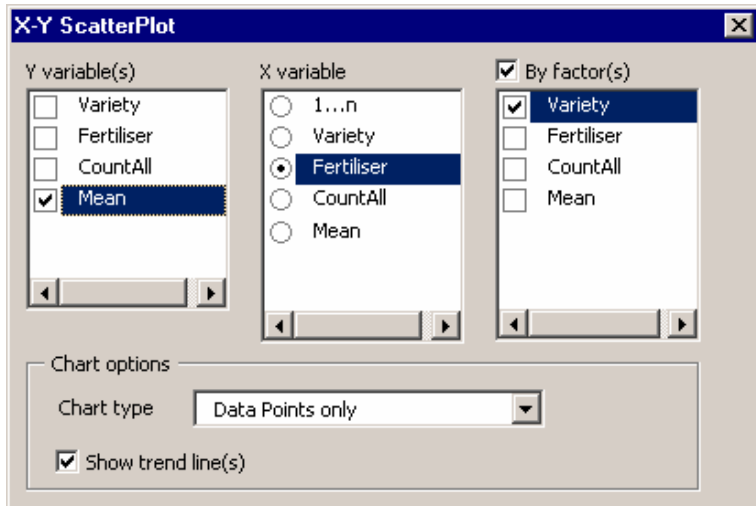 X-Y ScatterPlot
Y variable(s)
Variety
Fertiliser
CountAll
Mean
X variable
1...n
Variety
Fertiliser
CountAll
Mean
By factor(s)
Variety
Fertiliser
CountAll
Mean
Chart options
Chart type
Data Points only
Show trend line(s)